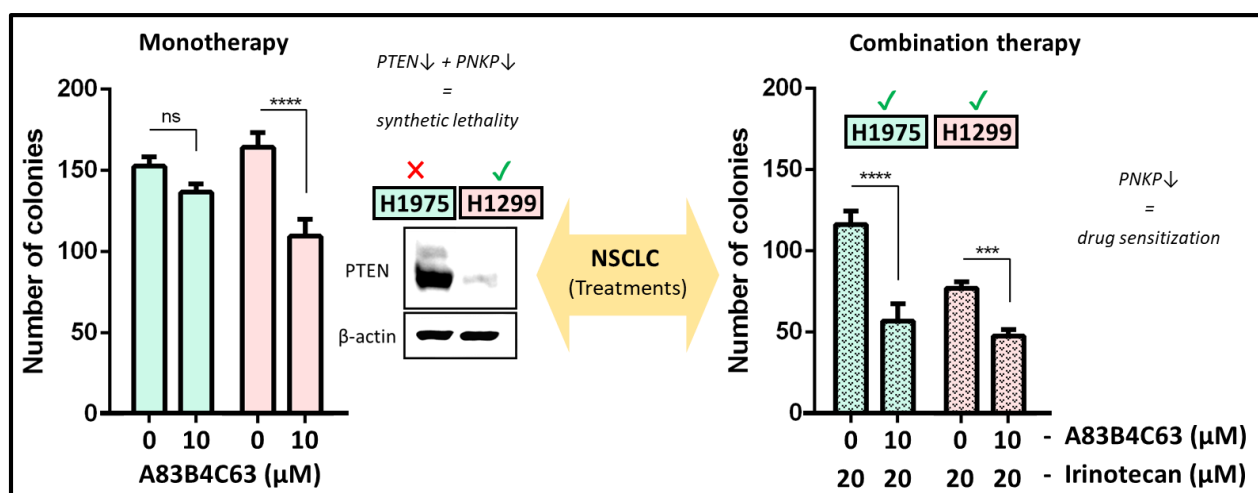 Monotherapy
Number of colonies
200
150
100
50
0
ns
****
0 10 0 10
A83B4C63 (µM)
PTEN↓ + PNKP↓
=
synthetic lethality
✗ ✓
H1975 H1299
PTEN
β-actin
NSCLC
(Treatments)
Combination therapy
Number of colonies
200
150
100
50
0
✓ ✓
H1975 H1299
****
***
PNKP↓
=
drug sensitization
0 10 0 10 - A83B4C63 (µM)
20 20 20 20 - Irinotecan (µM)